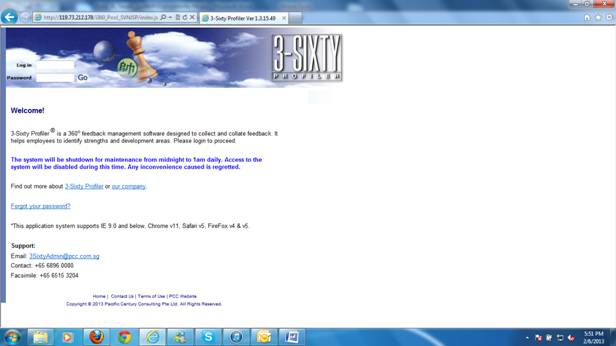 http://119.73.212.178/
3-Sixty Profiler Ver 1.3.15.49
3-SIXTY
PROFILER
Log in
Password
Go
Welcome!
3-Sixty Profiler ® is a 360° feedback management software designed to collect and collate feedback. It
helps employees to identify strengths and development areas. Please login to proceed.
The system will be shutdown for maintenance from midnight to 1am daily. Access to the
system will be disabled during this time. Any inconvenience caused is regretted.
Find out more about 3-Sixty Profiler or our company.
Forgot your password?
*This application system supports IE 9.0 and below, Chrome v11, Safari v5, FireFox v4 & v5.
Support:
Email: 3SixtyAdmin@pcc.com.sg
Contact: +65 6896 0080
Facsimile: +65 6515 3204
Home | Contact Us | Terms of Use | PCC Website
Copyright © 2013 Pacific Century Consulting Pte Ltd. All Rights Reserved.
5:51 PM
2/6/2013